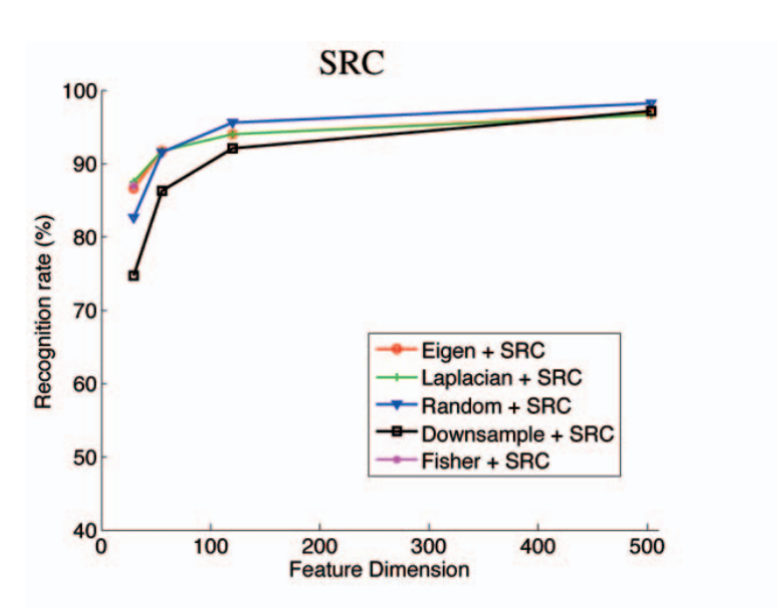 SRC
100
90
80
70
60
50
40
Recognition rate (%)
Eigen + SRC
Laplacian + SRC
Random + SRC
Downsample + SRC
Fisher + SRC
0 100 200 300 400 500
Feature Dimension